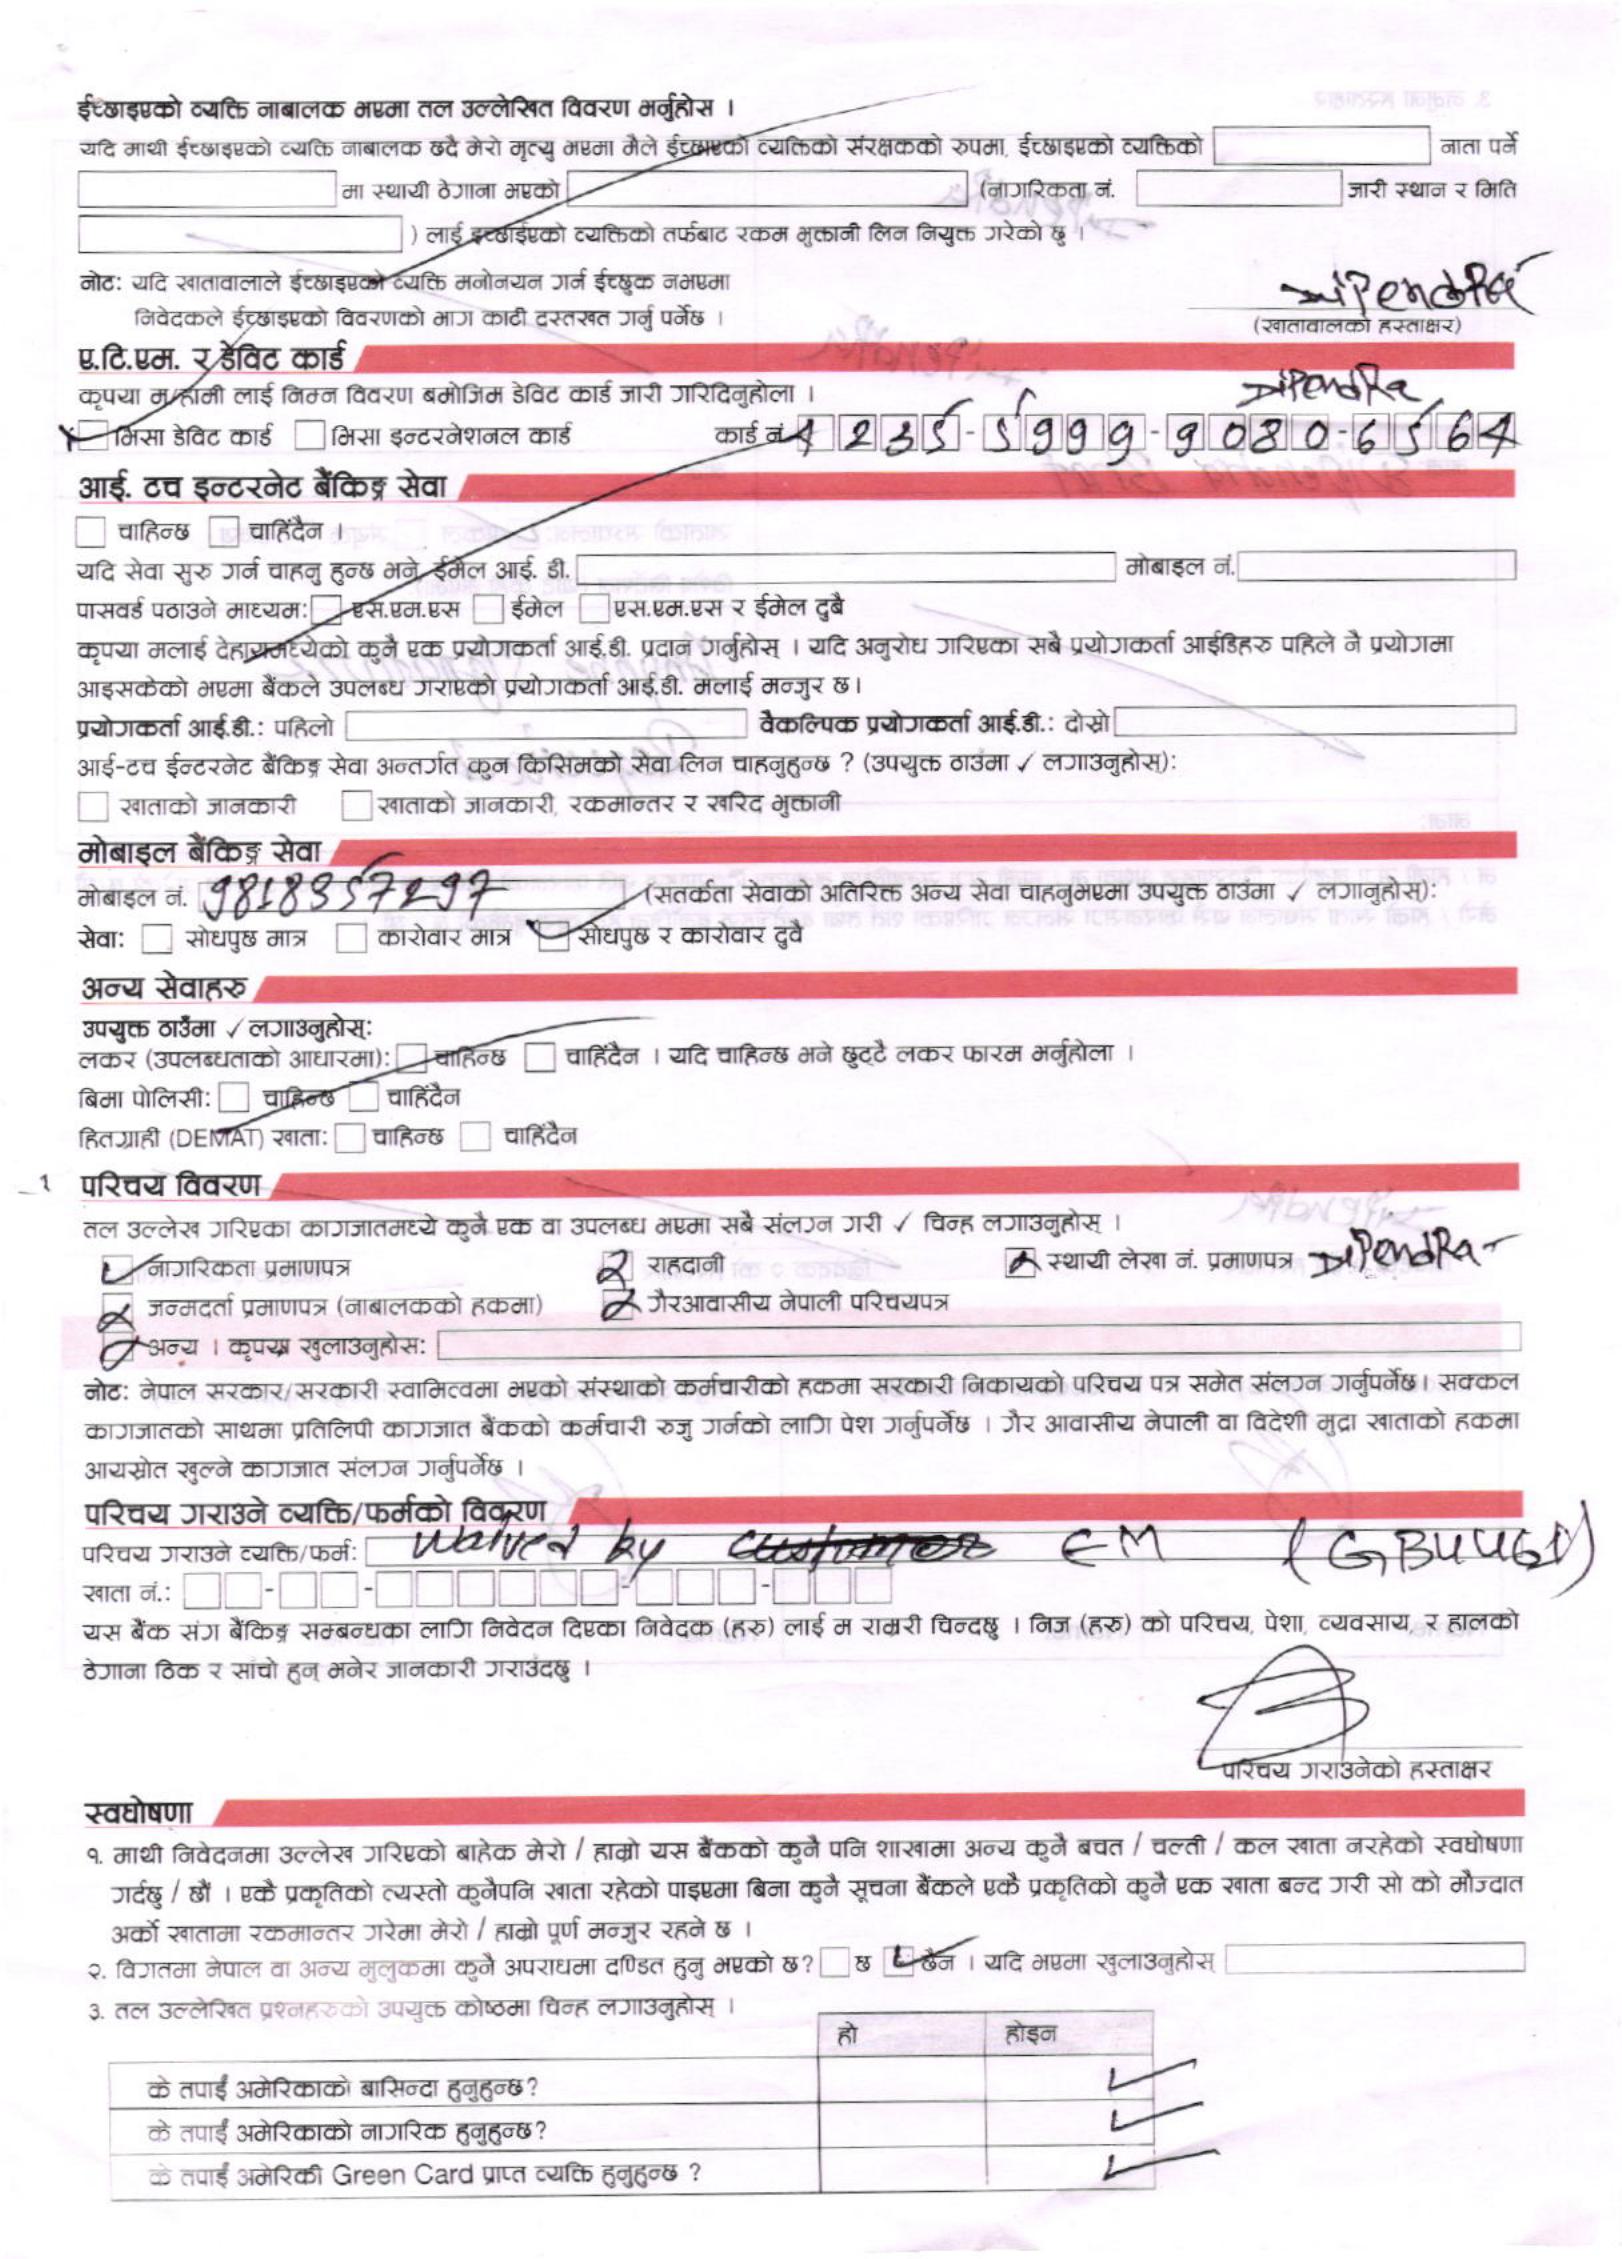 ईच्छाइएको व्यक्ति नाबालक भएमा तल उल्लेखित विवरण भर्नुहोस ।
यदि माथी ईच्छाइएको व्यक्ति नाबालक छदै मेरो मृत्यु भएमा मैले ईच्छाएको व्यक्तिको संरक्षकको रुपमा, ईच्छाइएको व्यक्तिको नाता पर्ने
मा स्थायी ठेगाना भएको (नागरिकता नं. जारी स्थान र मिति
) लाई इच्छाईएको व्यक्तिको तर्फबाट रकम भुक्तानी लिन नियुक्त गरेको छु ।
नोट: यदि खातावालाले ईच्छाइएको व्यक्ति मनोनयन गर्न ईच्छुक नभएमा
निवेदकले ईच्छाइएको विवरणको भाग काटी दस्तखत गर्नु पर्नेछ ।
DiPendRa
(खातावालको हस्ताक्षर)
ए.टि.एम. र डेविट कार्ड
कृपया म/हामी लाई निम्न विवरण बमोजिम डेविट कार्ड जारी गरिदिनुहोला ।
DiPendRa
भिसा डेविट कार्ड भिसा इन्टरनेशनल कार्ड कार्ड नं. 4235-5999-9080-6564
आई. टच इन्टरनेट बैंकिङ्ग सेवा
चाहिन्छ चाहिंदैन ।
यदि सेवा सुरु गर्न चाहनु हुन्छ भने, ईमेल आई. डी. मोबाइल नं.
पासवर्ड पठाउने माध्यम: एस.एम.एस ईमेल एस.एम.एस र ईमेल दुबै
कृपया मलाई देहायमध्येको कुनै एक प्रयोगकर्ता आई.डी. प्रदान गर्नुहोस् । यदि अनुरोध गरिएका सबै प्रयोगकर्ता आईडिहरु पहिले नै प्रयोगमा
आइसकेको भएमा बैंकले उपलब्ध गराएको प्रयोगकर्ता आई.डी. मलाई मन्जुर छ।
प्रयोगकर्ता आई.डी.: पहिलो वैकल्पिक प्रयोगकर्ता आई.डी.: दोस्रो
आई-टच ईन्टरनेट बैंकिङ्ग सेवा अन्तर्गत कुन किसिमको सेवा लिन चाहनुहुन्छ ? (उपयुक्त ठाउंमा ✓ लगाउनुहोस्):
खाताको जानकारी खाताको जानकारी, रकमान्तर र खरिद भुक्तानी
मोबाइल बैंकिङ्ग सेवा
मोबाइल नं. 9818957297 (सतर्कता सेवाको अतिरिक्त अन्य सेवा चाहनुभएमा उपयुक्त ठाउंमा ✓ लगानुहोस्):
सेवा: सोधपुछ मात्र कारोवार मात्र सोधपुछ र कारोवार दुवै
अन्य सेवाहरु
उपयुक्त ठाउँमा ✓ लगाउनुहोस्:
लकर (उपलब्धताको आधारमा): चाहिन्छ चाहिंदैन । यदि चाहिन्छ भने छुट्टै लकर फारम भर्नुहोला ।
बिमा पोलिसी: चाहिन्छ चाहिंदैन
हितग्राही (DEMAT) खाता: चाहिन्छ चाहिंदैन
परिचय विवरण
तल उल्लेख गरिएका कागजातमध्ये कुनै एक वा उपलब्ध भएमा सबै संलग्न गरी ✓ चिन्ह लगाउनुहोस् ।
नागरिकता प्रमाणपत्र राहदानी स्थायी लेखा नं. प्रमाणपत्र DiPendRa
जन्मदर्ता प्रमाणपत्र (नाबालकको हकमा) गैरआवासीय नेपाली परिचयपत्र
अन्य । कृपया खुलाउनुहोस:
नोट: नेपाल सरकार/सरकारी स्वामित्वमा भएको संस्थाको कर्मचारीको हकमा सरकारी निकायको परिचय पत्र समेत संलग्न गर्नुपर्नेछ। सक्कल
कागजातको साथमा प्रतिलिपी कागजात बैंकको कर्मचारी रुजु गर्नको लागि पेश गर्नुपर्नेछ । गैर आवासीय नेपाली वा विदेशी मुद्रा खाताको हकमा
आयस्रोत खुल्ने कागजात संलग्न गर्नुपर्नेछ ।
परिचय गराउने व्यक्ति/फर्मको विवरण
परिचय गराउने व्यक्ति/फर्म: waived by customer EM (GBUUGD)
खाता नं.:
यस बैंक संग बैंकिङ्ग सम्बन्धका लागि निवेदन दिएका निवेदक (हरु) लाई म राम्ररी चिन्दछु । निज (हरु) को परिचय, पेशा, व्यवसाय, र हालको
ठेगाना ठिक र सांचो हुन् भनेर जानकारी गराउंदछु ।
परिचय गराउनेको हस्ताक्षर
स्वघोषणा
१. माथी निवेदनमा उल्लेख गरिएको बाहेक मेरो / हाम्रो यस बैंकको कुनै पनि शाखामा अन्य कुनै बचत / चल्ती / कल खाता नरहेको स्वघोषणा
गर्दछु / छौं । एकै प्रकृतिको त्यस्तो कुनैपनि खाता रहेको पाइएमा बिना कुनै सूचना बैंकले एकै प्रकृतिको कुनै एक खाता बन्द गरी सो को मौज्दात
अर्को खातामा रकमान्तर गरेमा मेरो / हाम्रो पूर्ण मन्जुर रहने छ ।
२. विगतमा नेपाल वा अन्य मुलुकमा कुनै अपराधमा दण्डित हुनु भएको छ? छ छैन । यदि भएमा खुलाउनुहोस्
३. तल उल्लेखित प्रश्नहरुको उपयुक्त कोष्ठमा चिन्ह लगाउनुहोस् ।
हो होइन
के तपाईं अमेरिकाको बासिन्दा हुनुहुन्छ? ✓
के तपाईं अमेरिकाको नागरिक हुनुहुन्छ? ✓
के तपाईं अमेरिकी Green Card प्राप्त व्यक्ति हुनुहुन्छ ? ✓